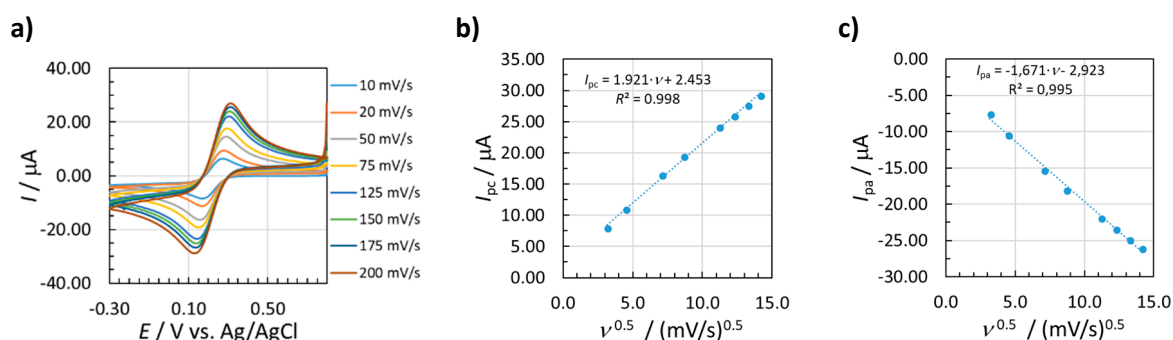 a)
I / µA
40.00
20.00
0.00
-20.00
-40.00
-0.30
0.10
0.50
E / V vs. Ag/AgCl
10 mV/s
20 mV/s
50 mV/s
75 mV/s
125 mV/s
150 mV/s
175 mV/s
200 mV/s
b)
Ipc / µA
35.00
30.00
25.00
20.00
15.00
10.00
5.00
0.00
Ipc = 1.921·ν + 2.453
R² = 0.998
0.0
5.0
10.0
15.0
ν^0.5 / (mV/s)^0.5
c)
Ipa / µA
0.00
-5.00
-10.00
-15.00
-20.00
-25.00
-30.00
Ipa = -1,671·ν - 2,923
R² = 0,995
0.0
5.0
10.0
15.0
ν^0.5 / (mV/s)^0.5